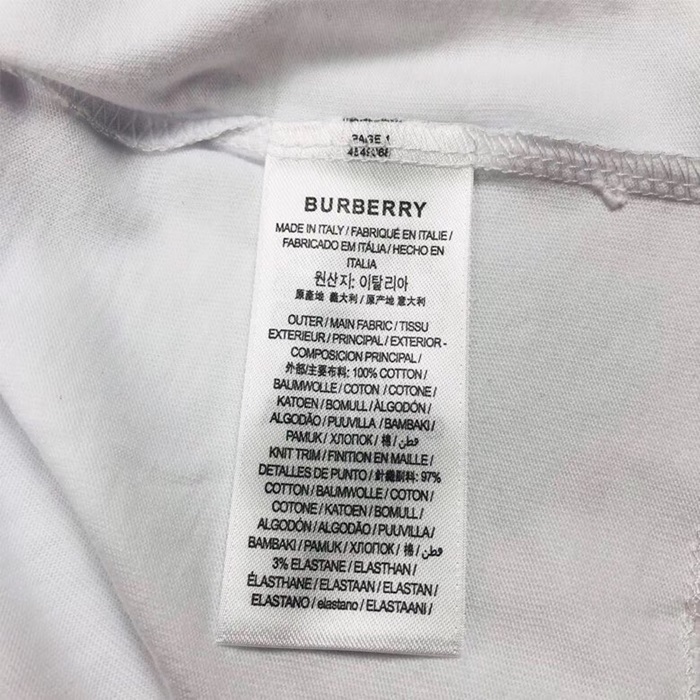 PAGE 1
BURBERRY
MADE IN ITALY / FABRIQUÉ EN ITALIE /
FABRICADO EM ITÁLIA / HECHO EN
ITALIA
원산지: 이탈리아
原產地 義大利 / 原产地 意大利
OUTER / MAIN FABRIC / TISSU
EXTERIEUR / PRINCIPAL / EXTERIOR -
COMPOSICION PRINCIPAL /
外部/主要布料: 100% COTTON /
BAUMWOLLE / COTON / COTONE /
KATOEN / BOMULL / ÀLGODÓN /
ALGODÃO / PUUVILLA / BAMBAKI /
PAMUK / ХЛОПОК / 棉 / قطن /
KNIT TRIM / FINITION EN MAILLE /
DETALLES DE PUNTO / 針織副料: 97%
COTTON / BAUMWOLLE / COTON /
COTONE / KATOEN / BOMULL /
ALGODÓN / ALGODÃO / PUUVILLA /
BAMBAKI / PAMUK / ХЛОПОК / 棉 / قطن /
3% ELASTANE / ELASTHAN /
ÉLASTHANE / ELASTAAN / ELASTAN /
ELASTANO / elastano / ELASTAANI /